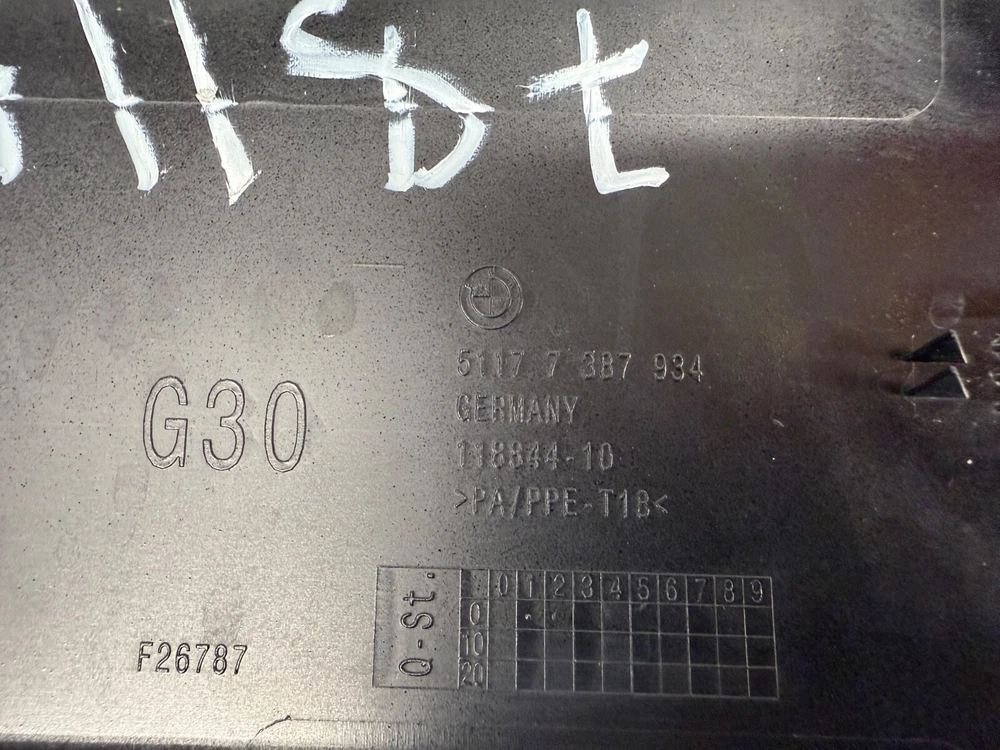 5117 7 387 934
G30
GERMANY
118844-10
>PA/PPE-T18<
Q-St.
0 1 2 3 4 5 6 7 8 9
0
10
20
F26787